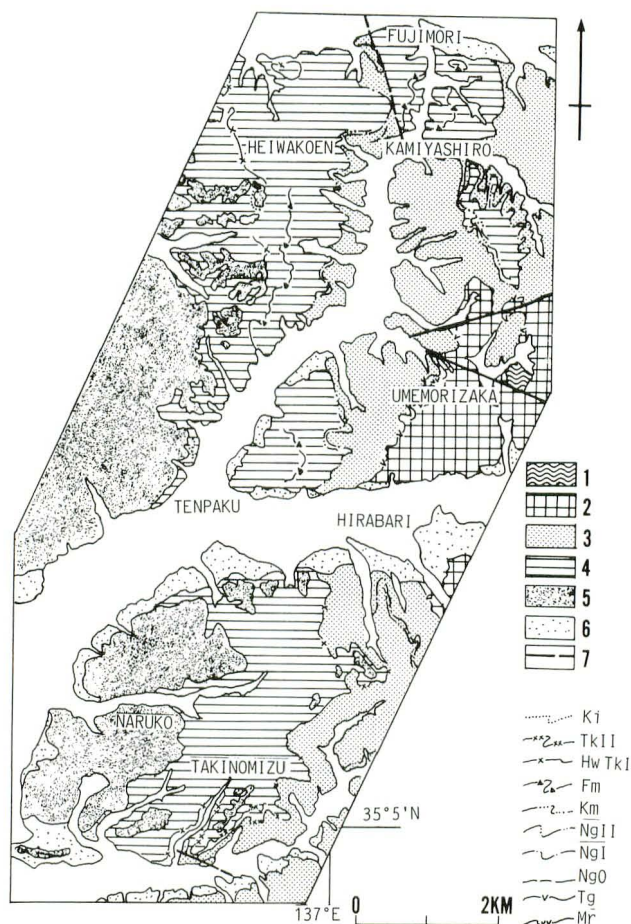 FUJIMORI
HEIWAKOEN
KAMIYASHIRO
UMEMORIZAKA
TENPAKU
HIRABARI
NARUKO
TAKINOMIZU
1
2
3
4
5
6
7
Ki
TkII
Hw TkI
Fm
Km
NgII
NgI
NgO
Tg
Mr
35°5'N
137°E
0 2KM